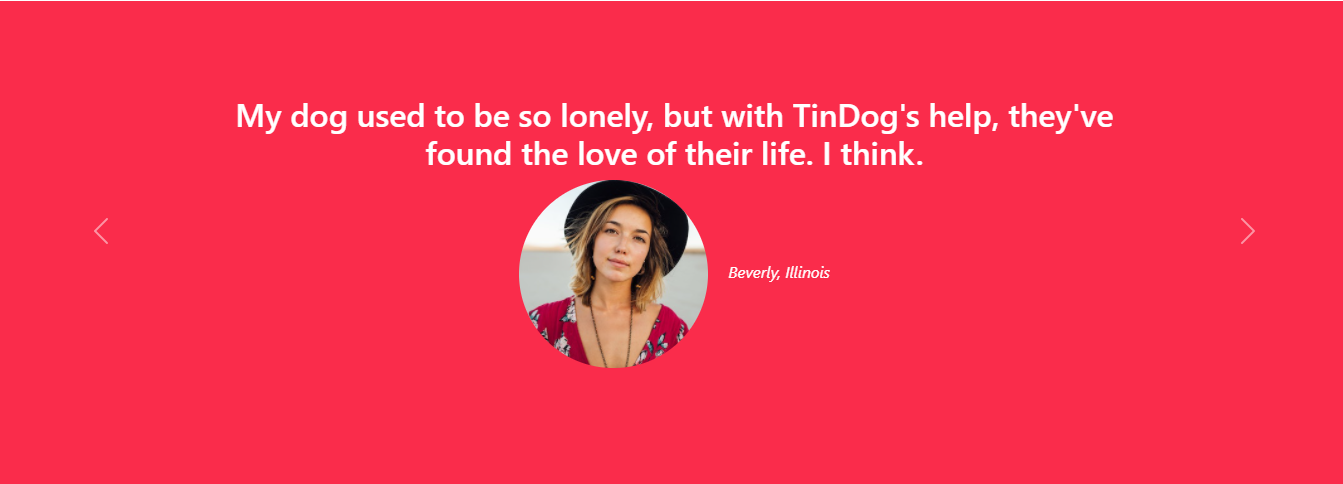 My dog used to be so lonely, but with TinDog's help, they've
found the love of their life. I think.
Beverly, Illinois